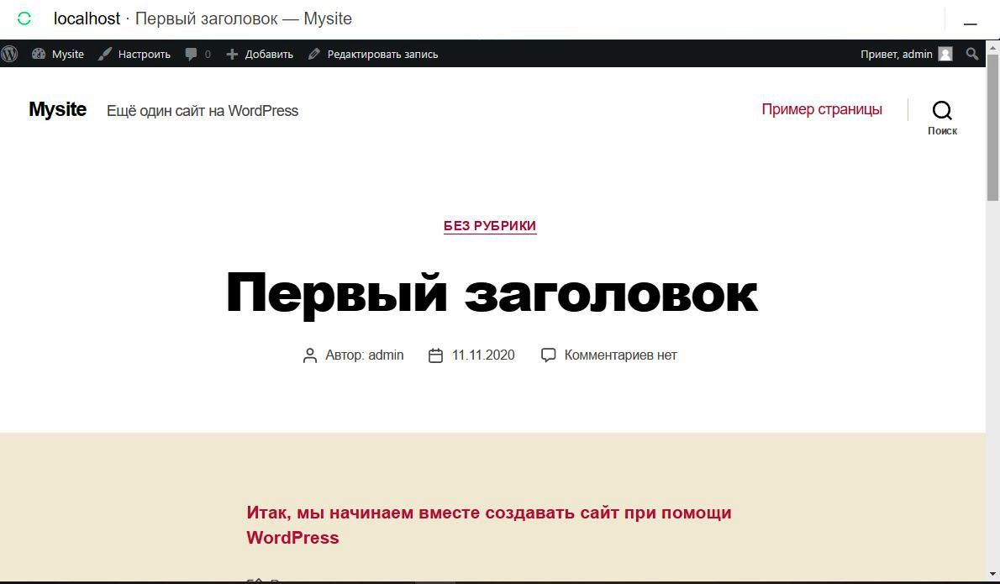 localhost · Первый заголовок — Mysite
Mysite Настроить 0 Добавить Редактировать запись Привет, admin
Mysite Ещё один сайт на WordPress Пример страницы
Поиск
БЕЗ РУБРИКИ
Первый заголовок
Автор: admin 11.11.2020 Комментариев нет
Итак, мы начинаем вместе создавать сайт при помощи
WordPress